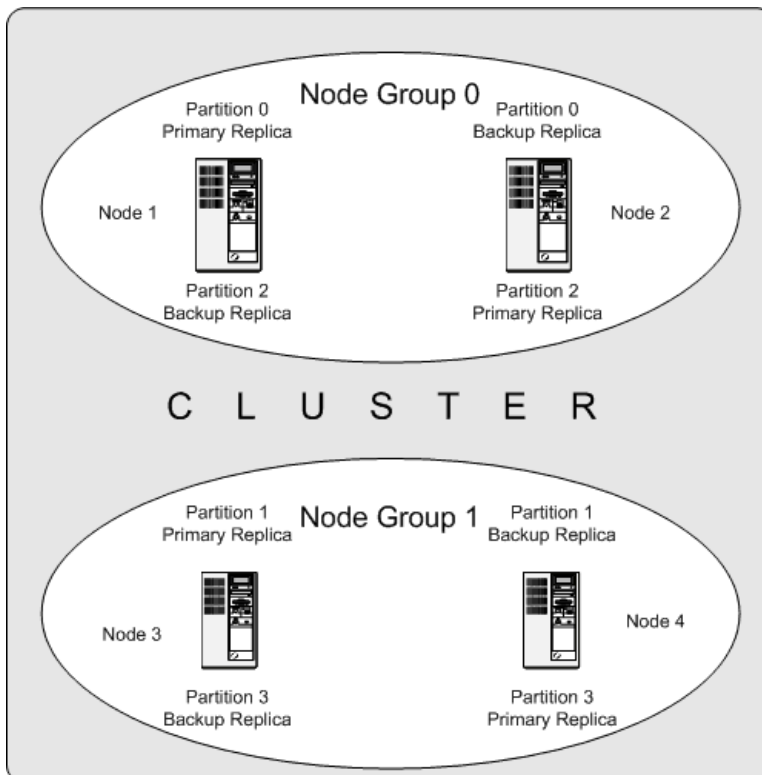 Node Group 0
Partition 0
Primary Replica
Partition 0
Backup Replica
Node 1
Node 2
Partition 2
Backup Replica
Partition 2
Primary Replica
C L U S T E R
Node Group 1
Partition 1
Primary Replica
Partition 1
Backup Replica
Node 3
Node 4
Partition 3
Backup Replica
Partition 3
Primary Replica